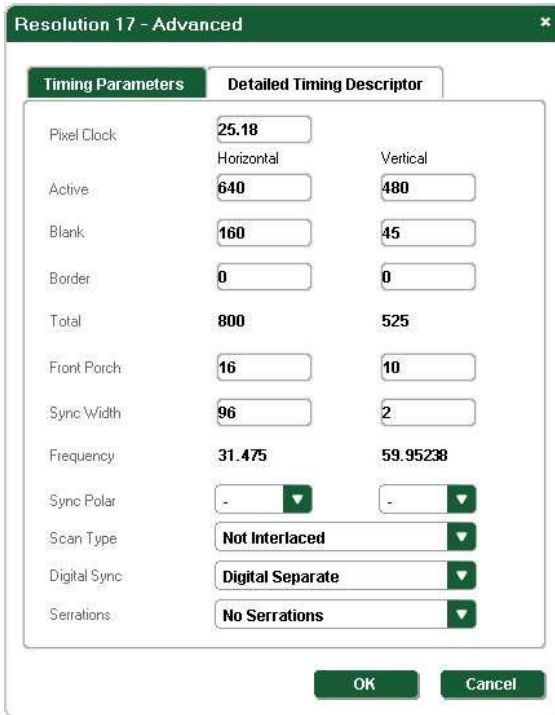 Resolution 17 - Advanced
Timing Parameters Detailed Timing Descriptor
Pixel Clock 25.18
Horizontal Vertical
Active 640 480
Blank 160 45
Border 0 0
Total 800 525
Front Porch 16 10
Sync Width 96 2
Frequency 31.475 59.95238
Sync Polar - -
Scan Type Not Interlaced
Digital Sync Digital Separate
Serrations No Serrations
OK Cancel